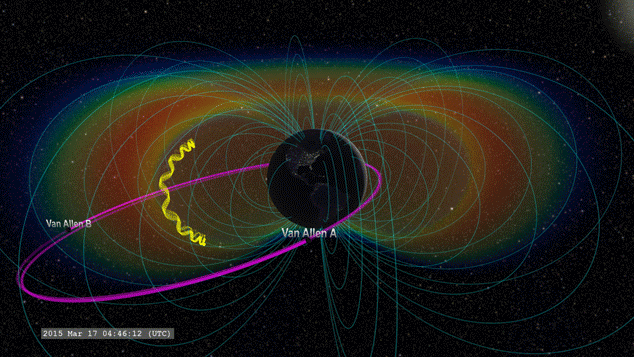 Van Allen B
Van Allen A
2015 Mar 17 04:46:12 (UTC)